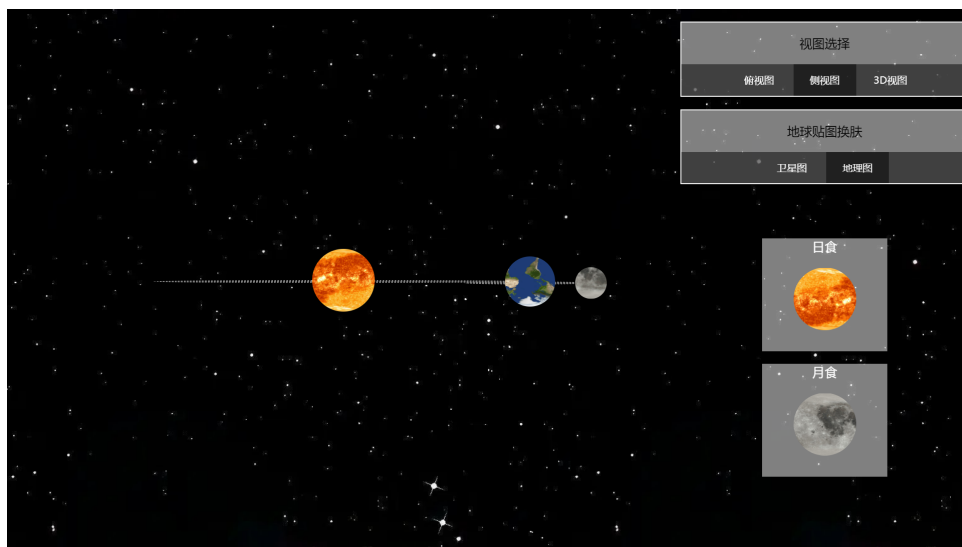 视图选择
俯视图 侧视图 3D视图
地球贴图换肤
卫星图 地理图
日食
月食